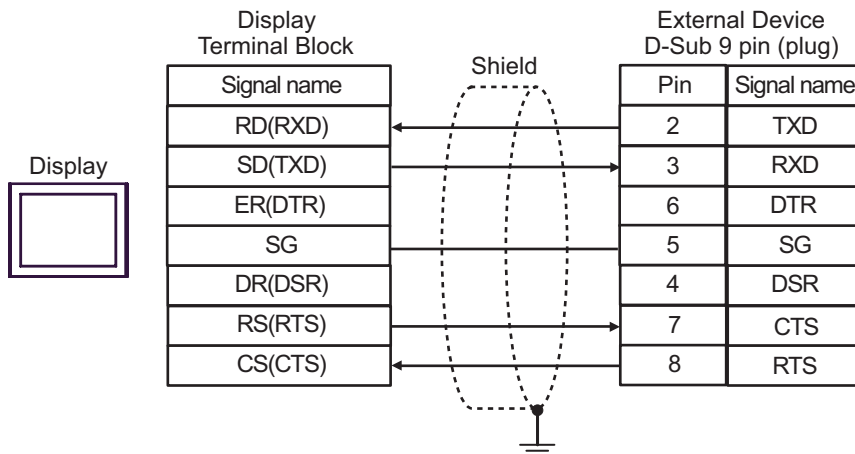 Display
Terminal Block
External Device
D-Sub 9 pin (plug)
Shield
Signal name
Pin Signal name
RD(RXD) 2 TXD
SD(TXD) 3 RXD
Display
ER(DTR) 6 DTR
SG 5 SG
DR(DSR) 4 DSR
RS(RTS) 7 CTS
CS(CTS) 8 RTS